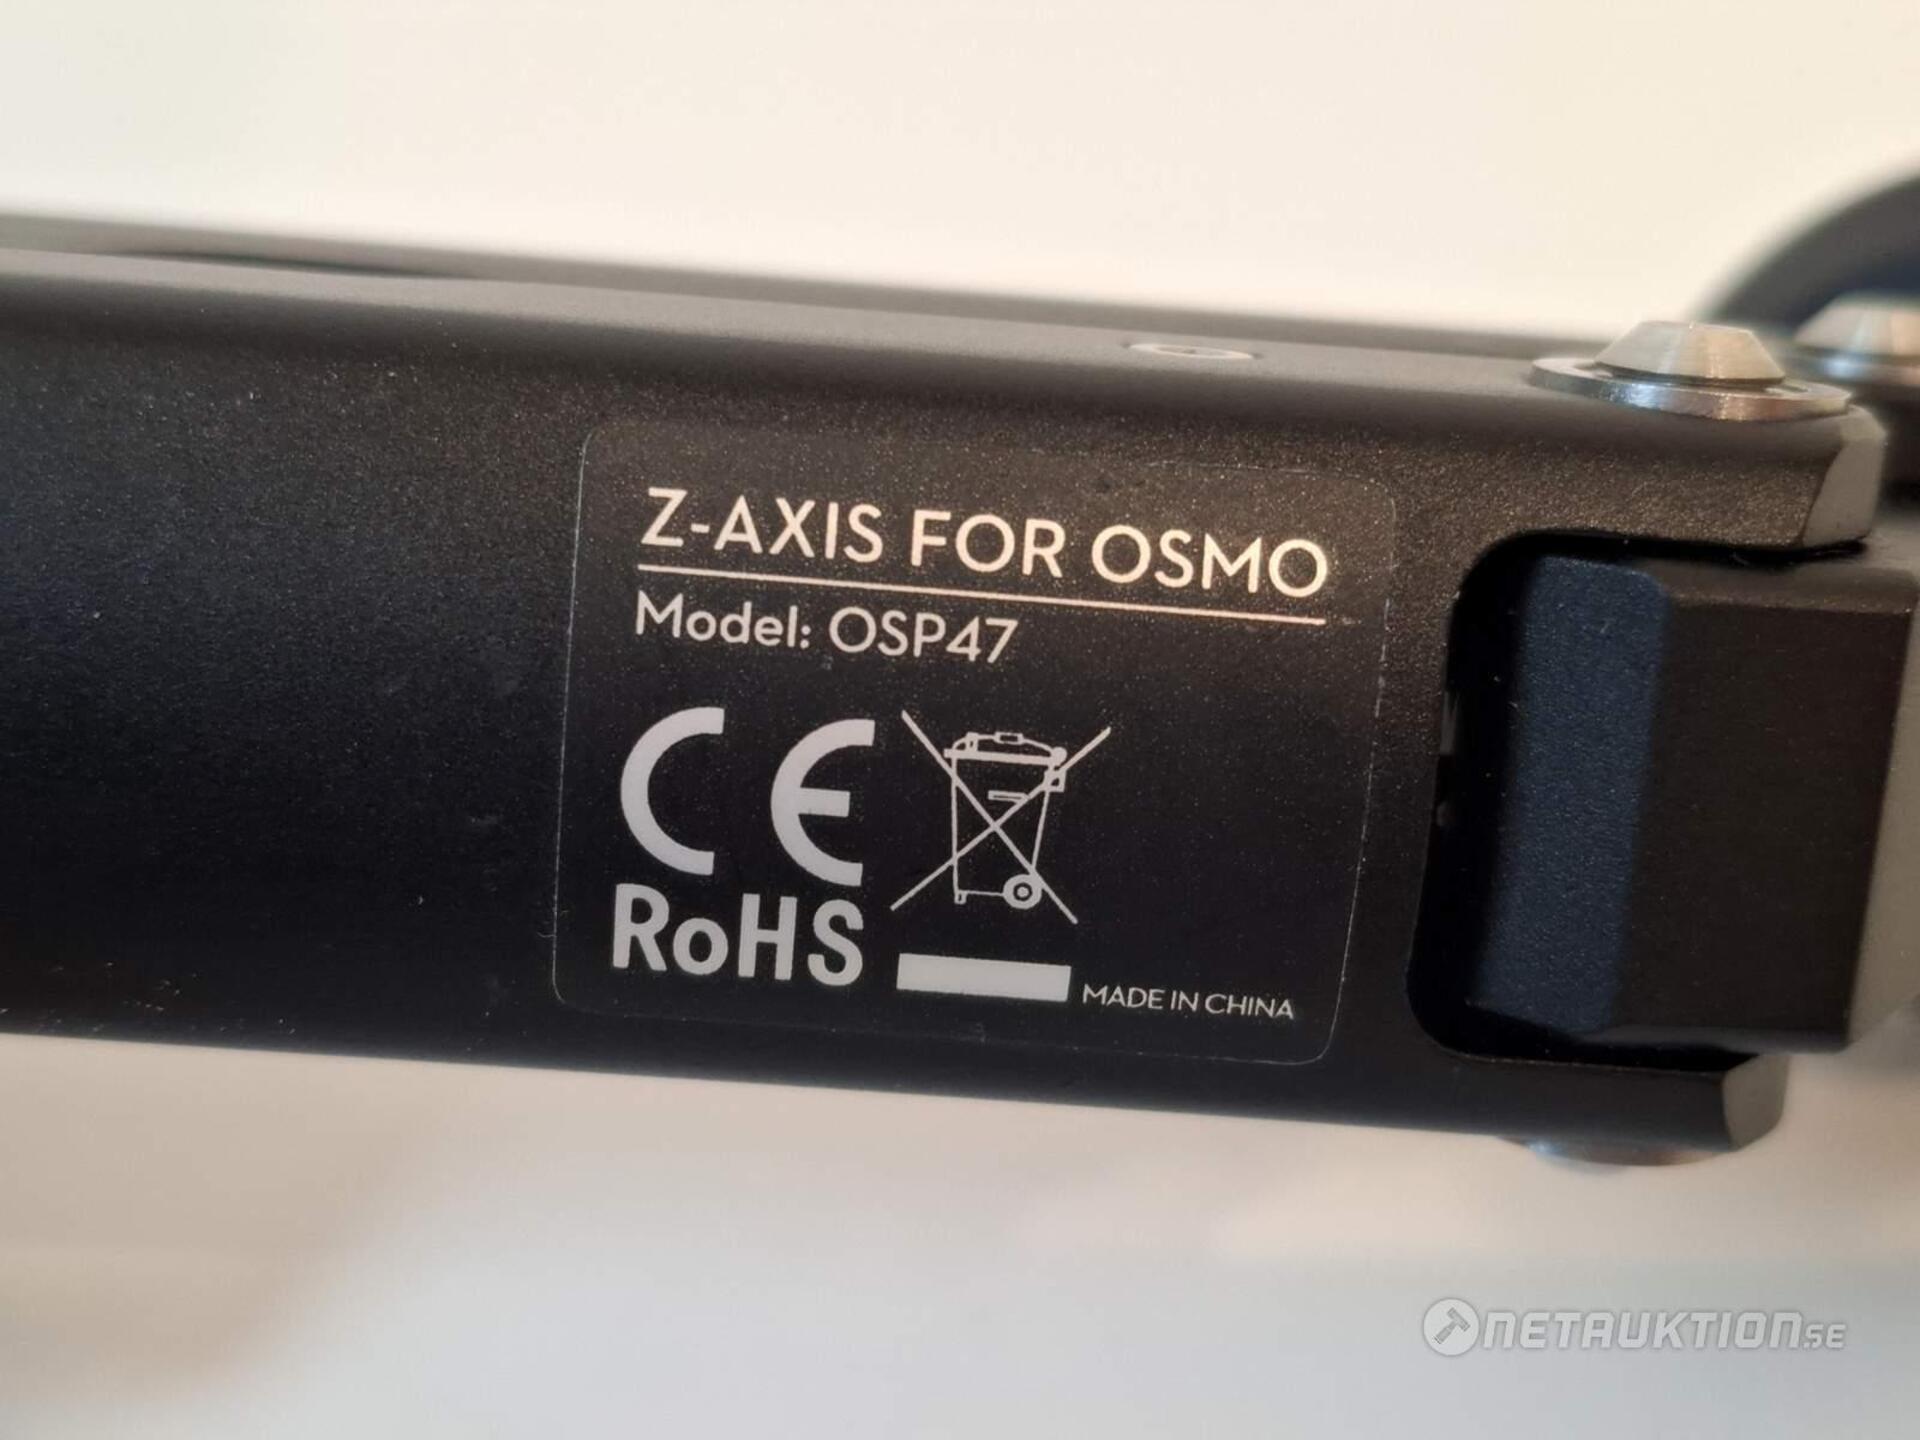 Z-AXIS FOR OSMO
Model: OSP47
CE
RoHS
MADE IN CHINA
NETAUKTION.SE